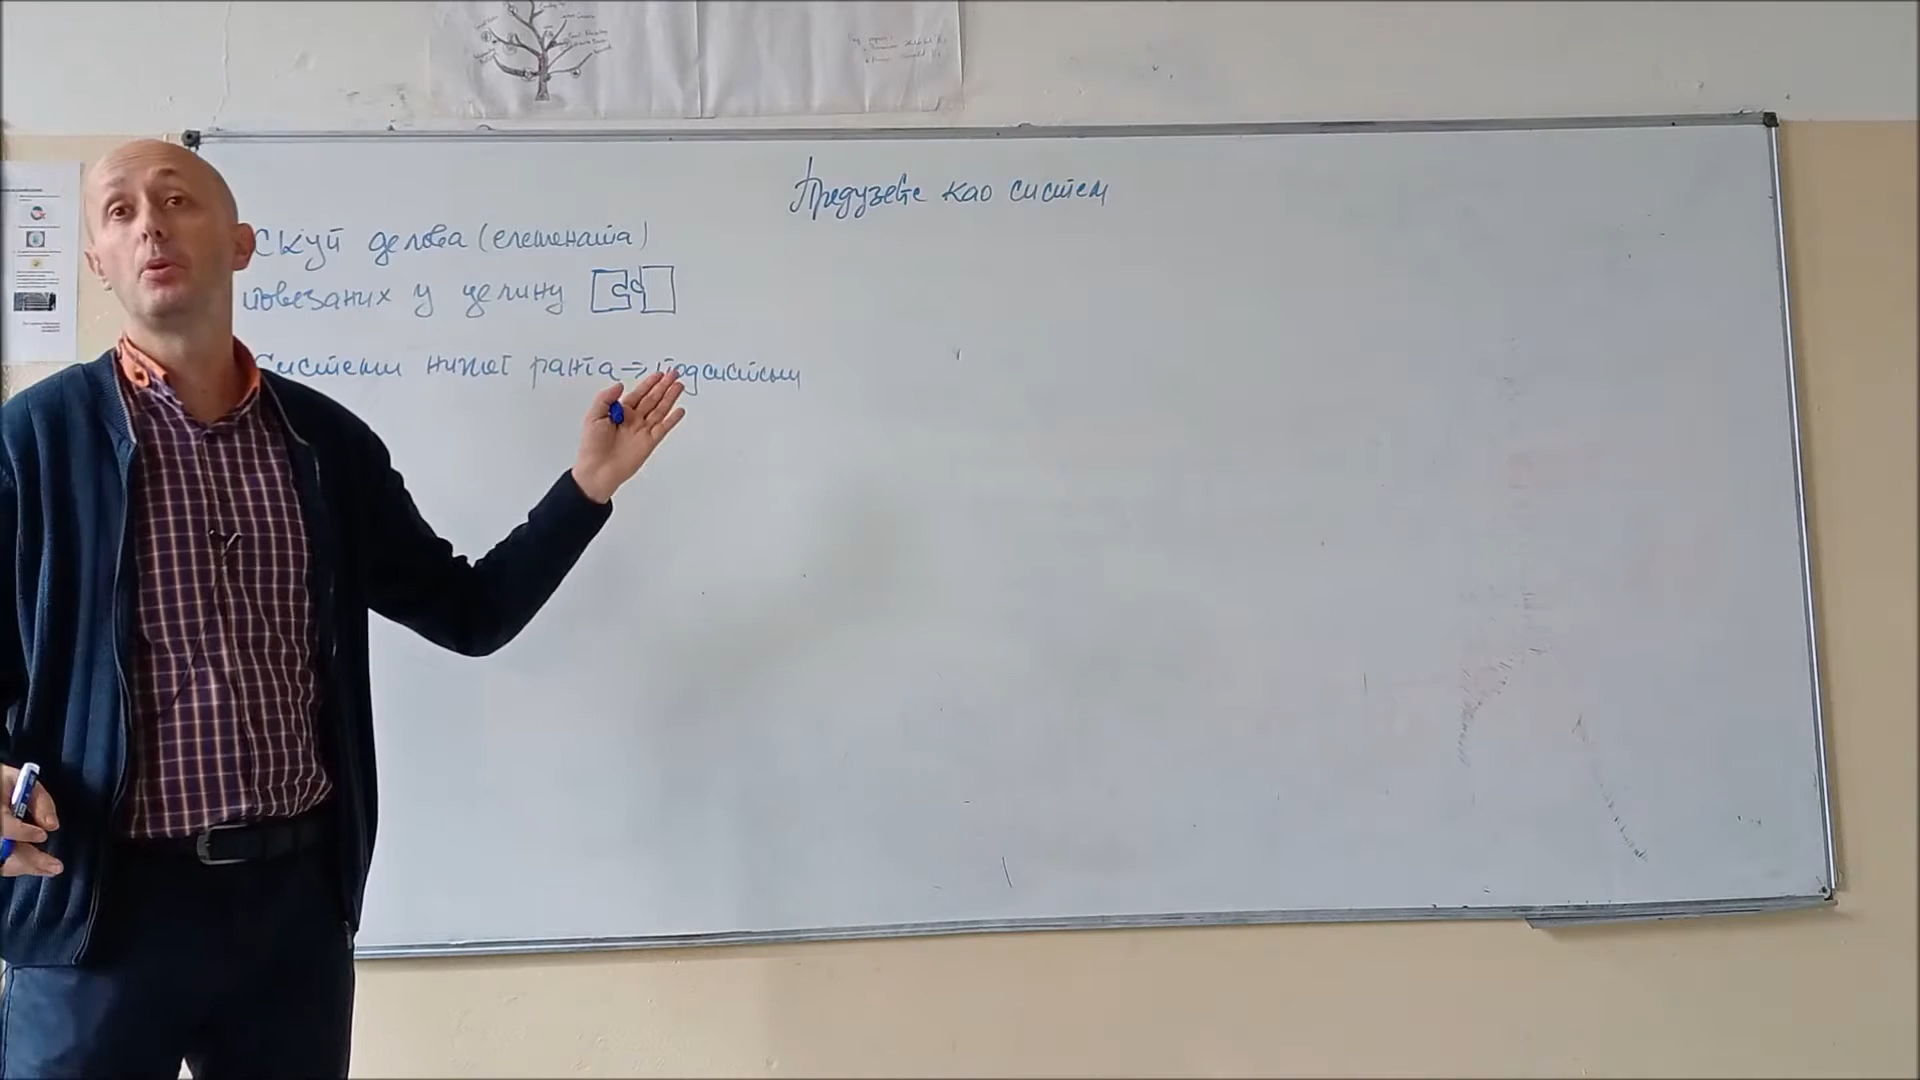 Предузеће као систем
Скуп делова (елемената)
повезаних у целину
Системи нижег ранга ⇒ подсистеми